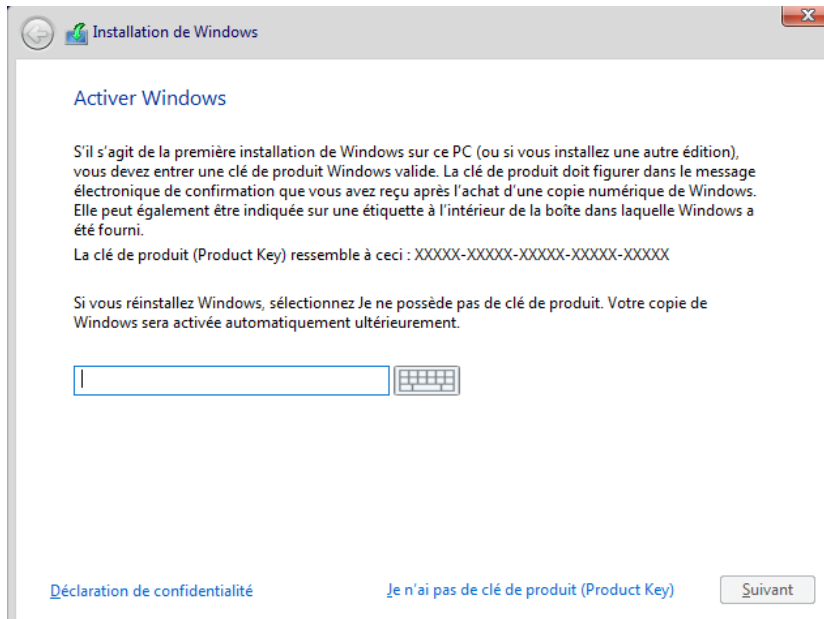 Installation de Windows
Activer Windows
S'il s'agit de la première installation de Windows sur ce PC (ou si vous installez une autre édition),
vous devez entrer une clé de produit Windows valide. La clé de produit doit figurer dans le message
électronique de confirmation que vous avez reçu après l'achat d'une copie numérique de Windows.
Elle peut également être indiquée sur une étiquette à l'intérieur de la boîte dans laquelle Windows a
été fourni.
La clé de produit (Product Key) ressemble à ceci : XXXXX-XXXXX-XXXXX-XXXXX-XXXXX
Si vous réinstallez Windows, sélectionnez Je ne possède pas de clé de produit. Votre copie de
Windows sera activée automatiquement ultérieurement.
Déclaration de confidentialité
Je n'ai pas de clé de produit (Product Key)
Suivant